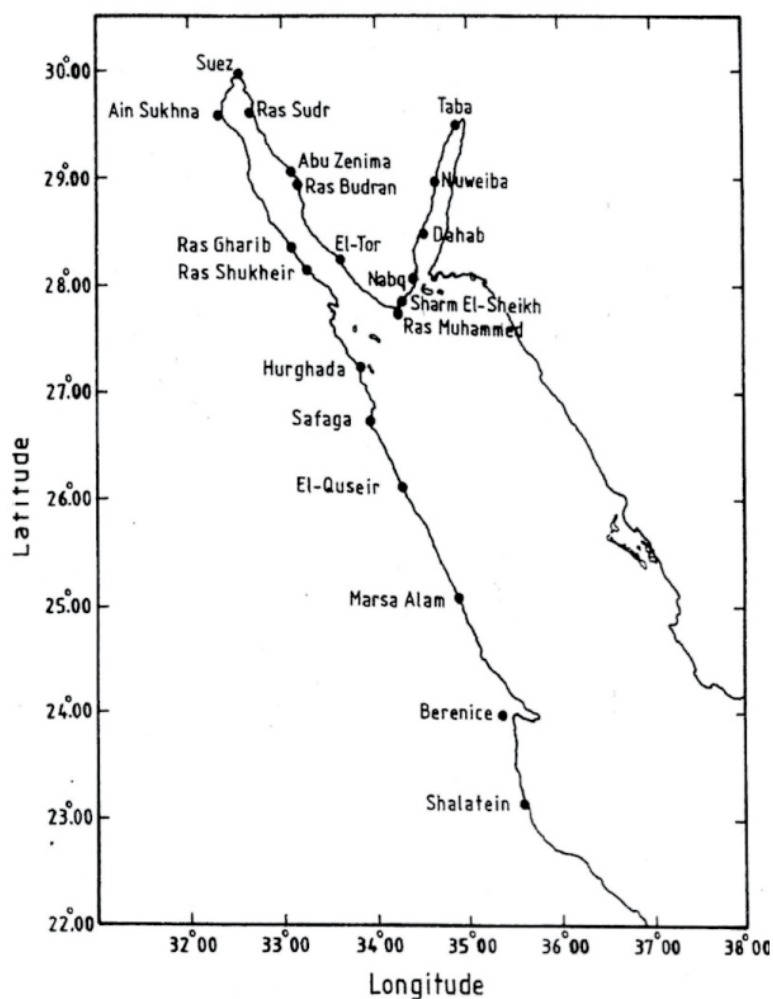 Suez
Ain Sukhna
Ras Sudr
Taba
Abu Zenima
Ras Budran
Nuweiba
El-Tor
Dahab
Ras Gharib
Ras Shukheir
Nabq
Sharm El-Sheikh
Ras Muhammed
Hurghada
Safaga
El-Quseir
Marsa Alam
Berenice
Shalatein
Latitude
30°00
29°00
28°00
27°00
26°00
25°00
24°00
23°00
22°00
32°00 33°00 34°00 35°00 36°00 37°00 38°00
Longitude